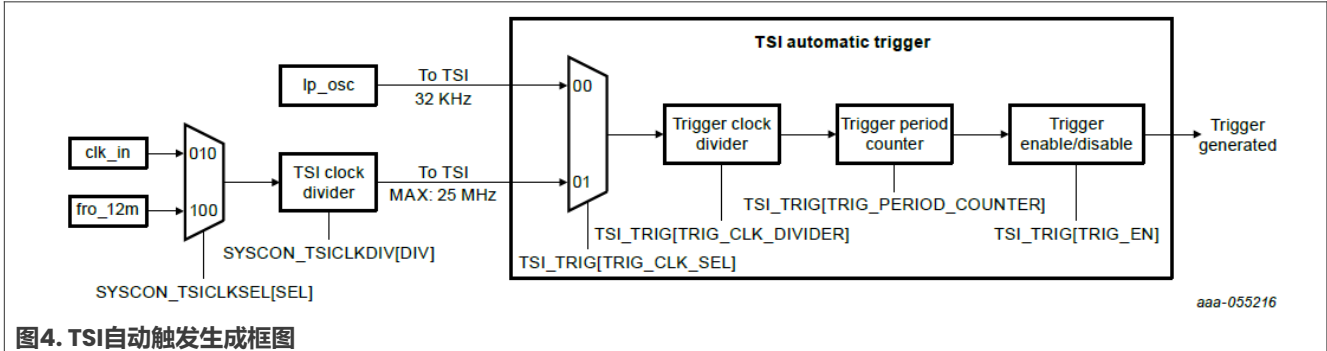 TSI automatic trigger
lp_osc
To TSI
32 KHz
00
clk_in
010
fro_12m
100
TSI clock
divider
To TSI
MAX: 25 MHz
01
Trigger clock
divider
Trigger period
counter
Trigger
enable/disable
Trigger
generated
TSI_TRIG[TRIG_PERIOD_COUNTER]
TSI_TRIG[TRIG_CLK_DIVIDER]
TSI_TRIG[TRIG_EN]
SYSCON_TSICLKDIV[DIV]
TSI_TRIG[TRIG_CLK_SEL]
SYSCON_TSICLKSEL[SEL]
aaa-055216
图4. TSI自动触发生成框图